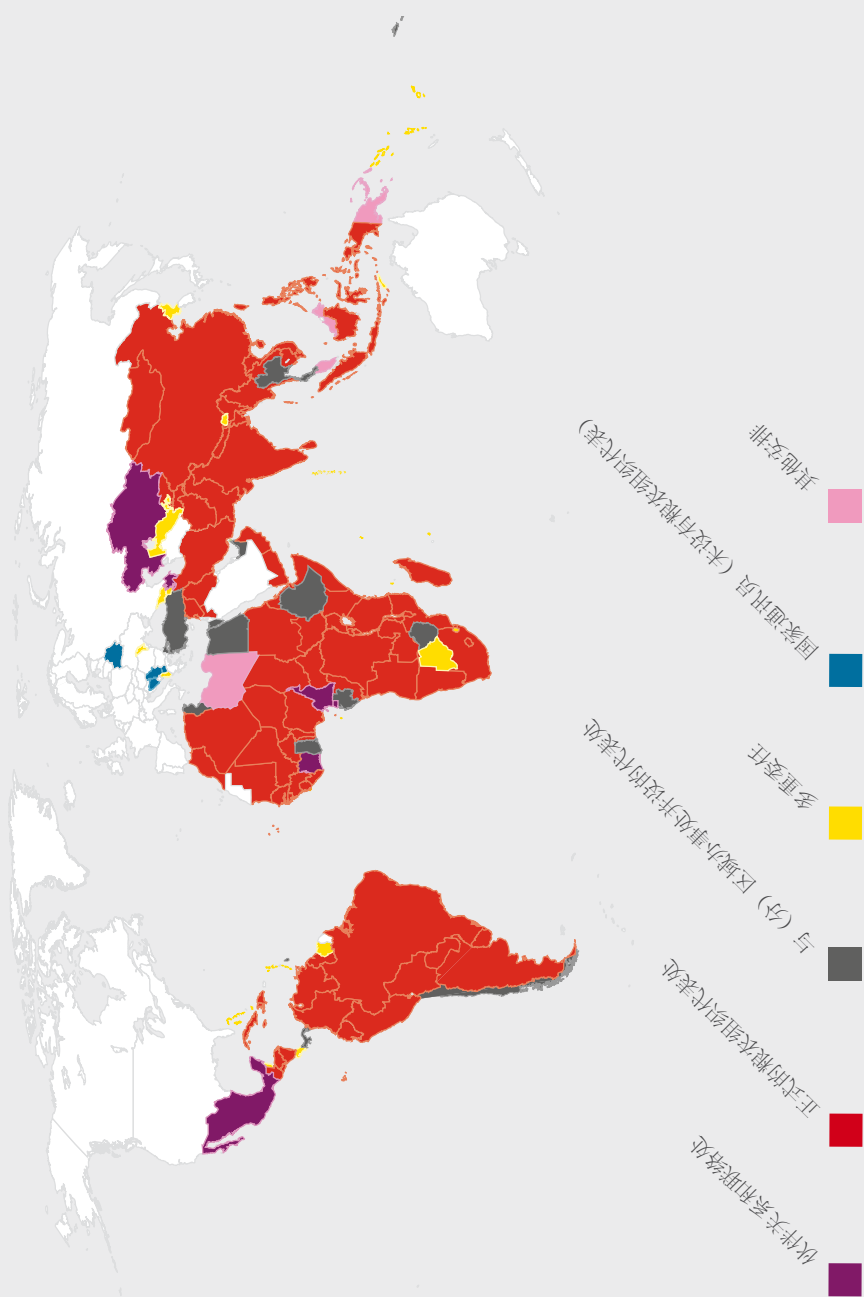 伙伴关系和联络处
正式的粮农组织代表处
与（分）区域办事处并设的代表处
多重委任
国家通讯员（未设有粮农组织代表）
其他安排